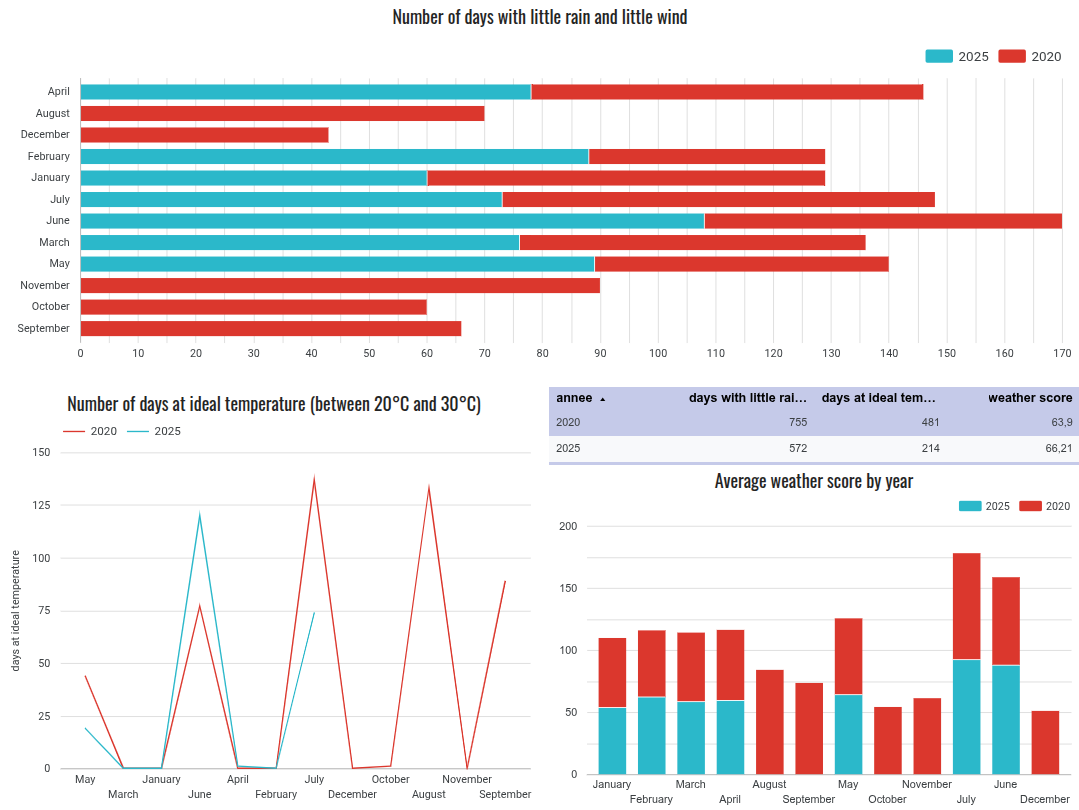 Number of days with little rain and little wind
2025 2020
April
August
December
February
January
July
June
March
May
November
October
September
0 10 20 30 40 50 60 70 80 90 100 110 120 130 140 150 160 170
Number of days at ideal temperature (between 20°C and 30°C)
2020 2025
days at ideal temperature
150
125
100
75
50
25
0
May January April July October November
March June February December August September
annee days with little rai… days at ideal tem… weather score
2020 755 481 63,9
2025 572 214 66,21
Average weather score by year
2025 2020
200
150
100
50
0
January March August May November June
February April September October July December